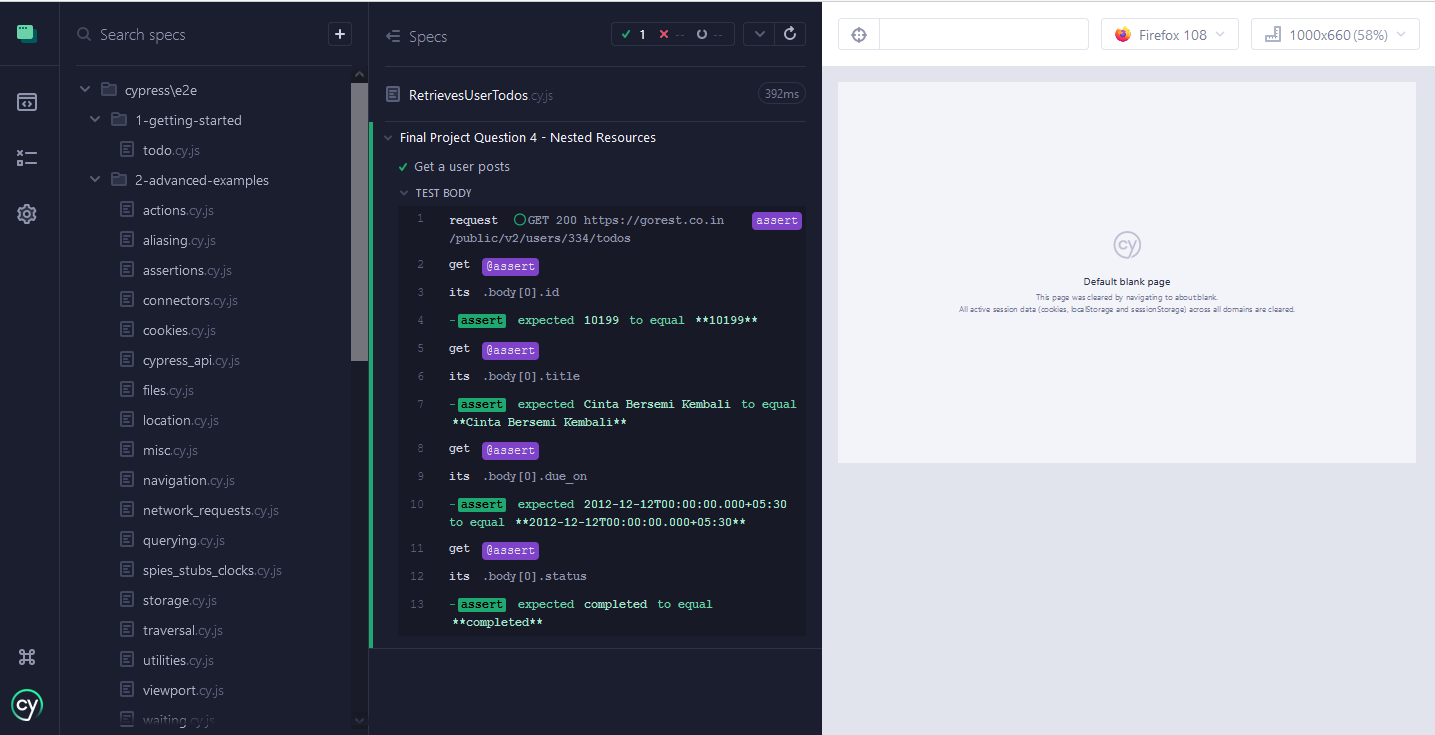 Search specs
+
cypress\e2e
1-getting-started
todo.cy.js
2-advanced-examples
actions.cy.js
aliasing.cy.js
assertions.cy.js
connectors.cy.js
cookies.cy.js
cypress_api.cy.js
files.cy.js
location.cy.js
misc.cy.js
navigation.cy.js
network_requests.cy.js
querying.cy.js
spies_stubs_clocks.cy.js
storage.cy.js
traversal.cy.js
utilities.cy.js
viewport.cy.js
waiting.cy.js
cy
Specs
1 -- --
RetrievesUserTodos.cy.js 392ms
Final Project Question 4 - Nested Resources
Get a user posts
TEST BODY
1 request GET 200 https://gorest.co.in assert
/public/v2/users/334/todos
2 get @assert
3 its .body[0].id
4 -assert expected 10199 to equal **10199**
5 get @assert
6 its .body[0].title
7 -assert expected Cinta Bersemi Kembali to equal
**Cinta Bersemi Kembali**
8 get @assert
9 its .body[0].due_on
10 -assert expected 2012-12-12T00:00:00.000+05:30
to equal **2012-12-12T00:00:00.000+05:30**
11 get @assert
12 its .body[0].status
13 -assert expected completed to equal
**completed**
Firefox 108
1000x660 (58%)
cy
Default blank page
This page was cleared by navigating to about:blank.
All active session data (cookies, localStorage and sessionStorage) across all domains are cleared.